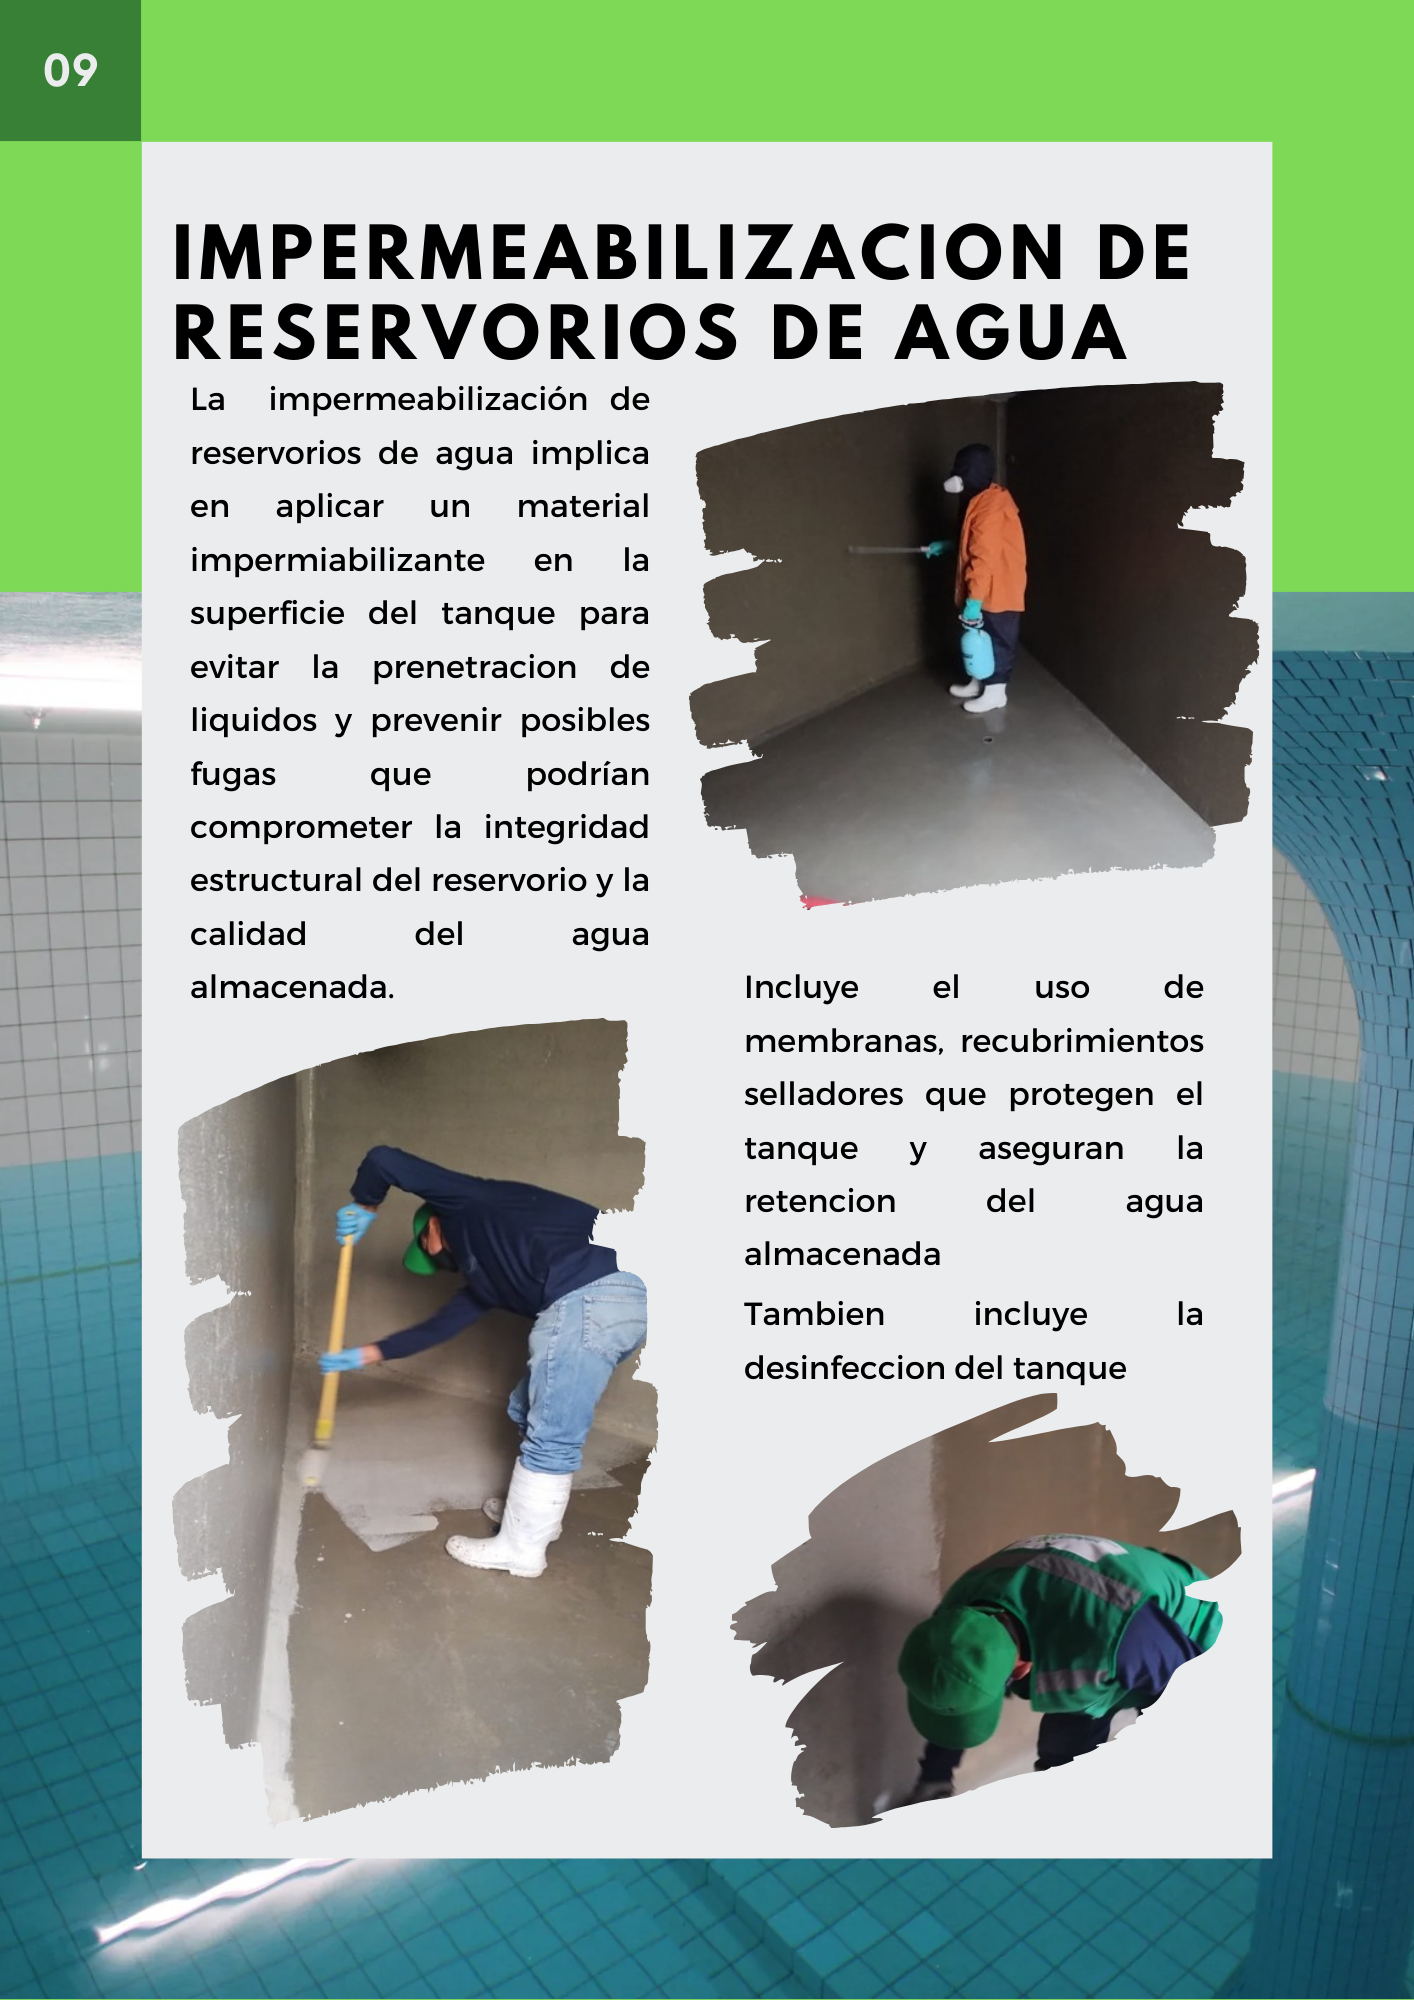 09
IMPERMEABILIZACION DE
RESERVORIOS DE AGUA
La impermeabilización de
reservorios de agua implica
en aplicar un material
impermiabilizante en la
superficie del tanque para
evitar la prenetracion de
liquidos y prevenir posibles
fugas que podrían
comprometer la integridad
estructural del reservorio y la
calidad del agua
almacenada.
Incluye el uso de
membranas, recubrimientos
selladores que protegen el
tanque y aseguran la
retencion del agua
almacenada
Tambien incluye la
desinfeccion del tanque